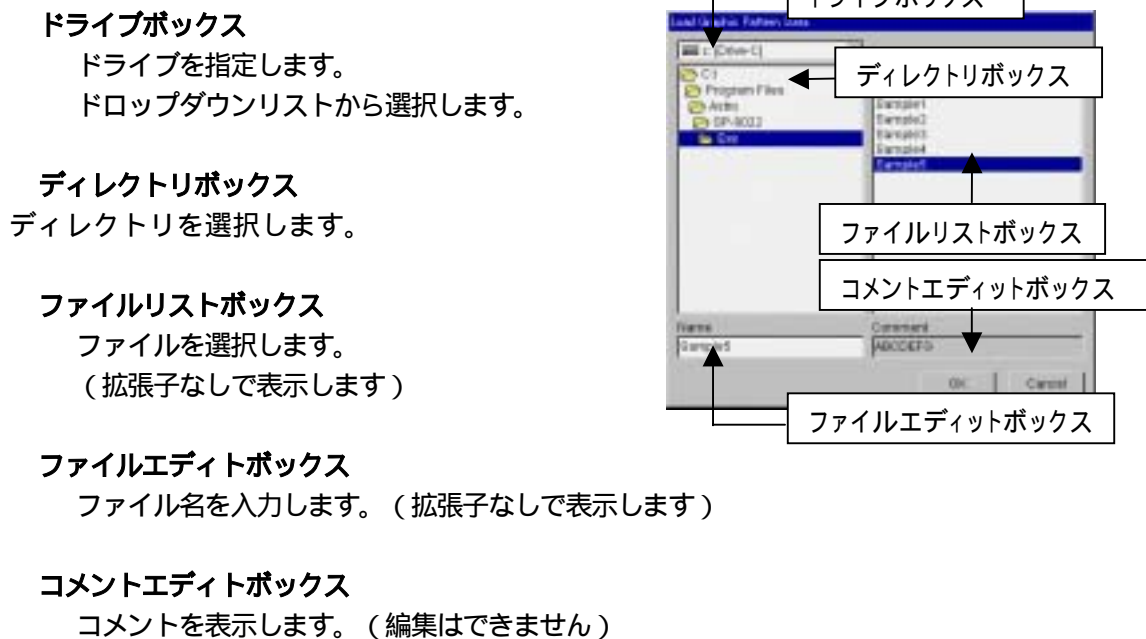 ドライブボックス
ドライブを指定します。
ドロップダウンリストから選択します。
ディレクトリボックス
ディレクトリを選択します。
ファイルリストボックス
ファイルを選択します。
（拡張子なしで表示します）
ファイルエディトボックス
ファイル名を入力します。（拡張子なしで表示します）
コメントエディトボックス
コメントを表示します。（編集はできません）
ドライブボックス
Load Graphic Pattern Data
c: [Drive-C]
ディレクトリボックス
C:\
Program Files
Astro
SP-8022
Exe
Sample1
Sample2
Sample3
Sample4
Sample5
ファイルリストボックス
コメントエディットボックス
Name
Comment
Sample5
ABCDEFG
OK
Cancel
ファイルエディットボックス